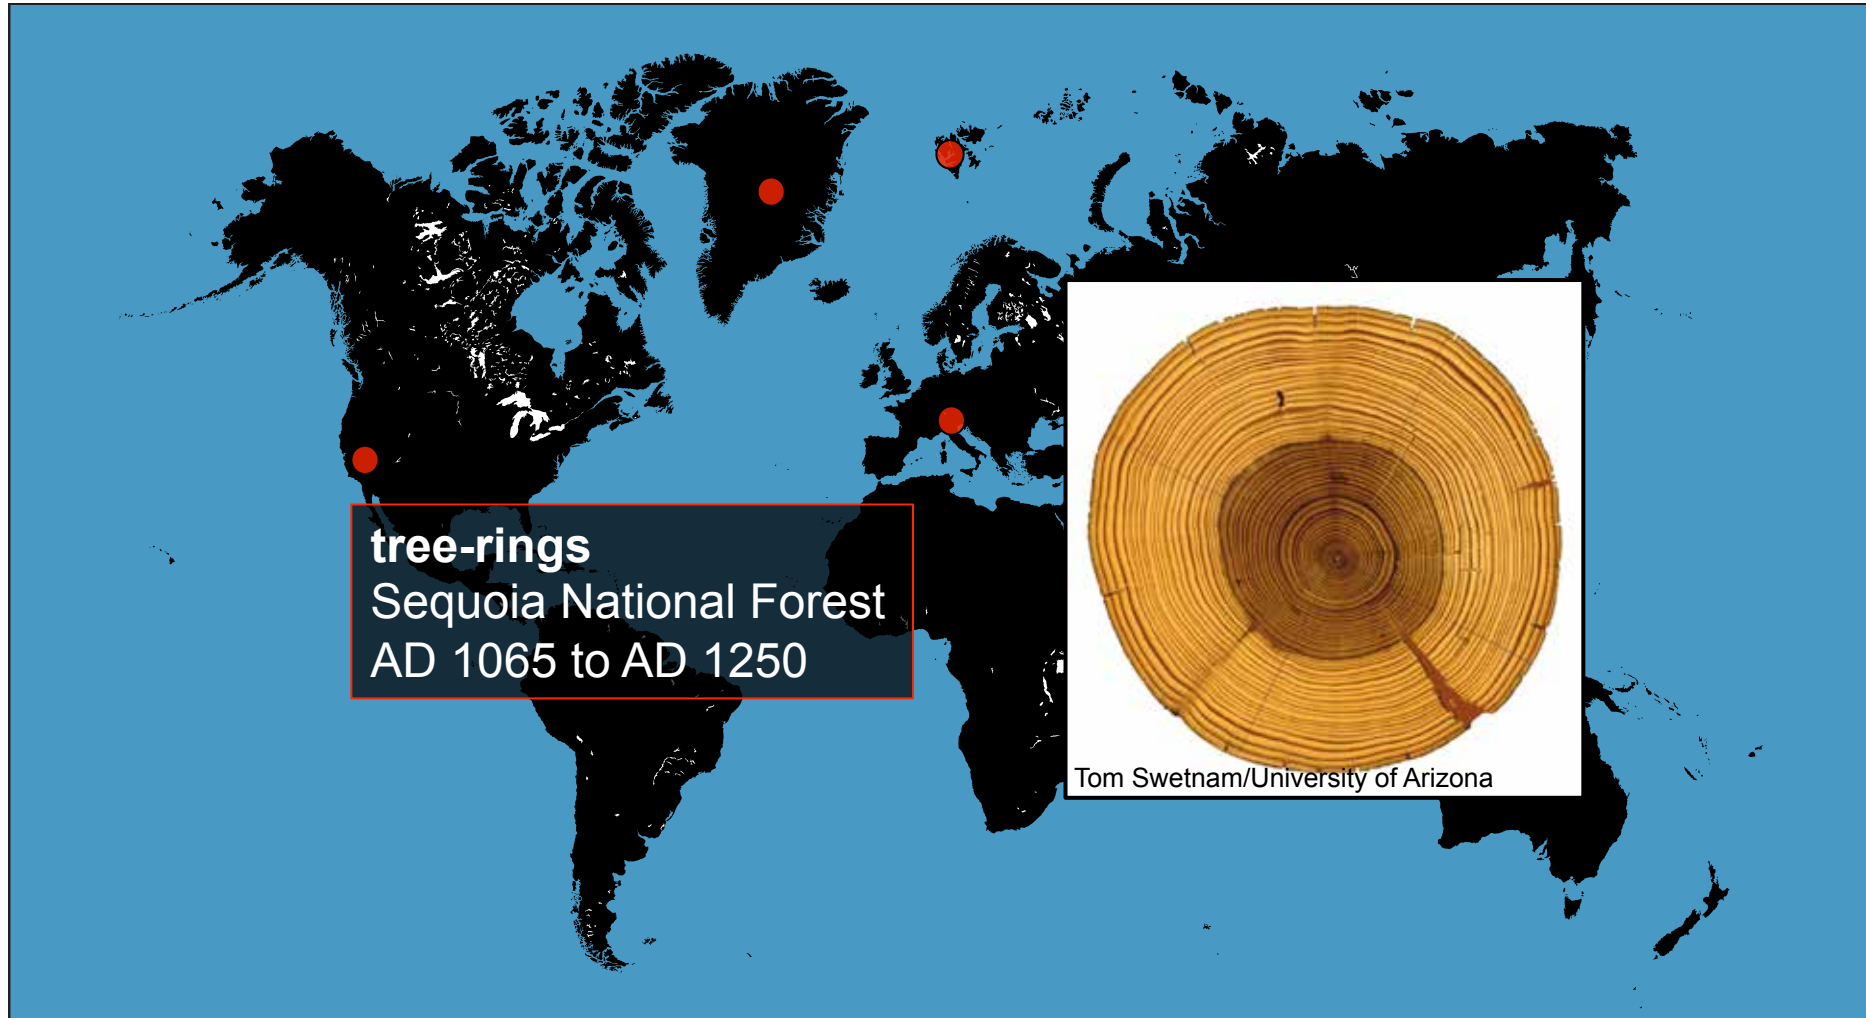 tree-rings
Sequoia National Forest
AD 1065 to AD 1250
Tom Swetnam/University of Arizona